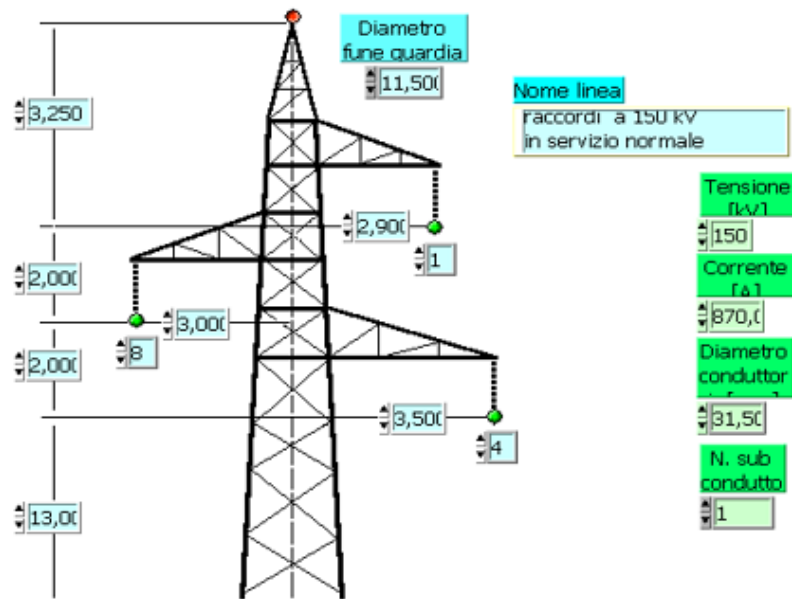 Diametro
fune guardia
11,50
Nome linea
raccordi a 150 kV
in servizio normale
3,250
Tensione
[kV]
150
2,90
1
Corrente
[A]
870,
2,00
3,00
8
Diametro
conduttor
31,5
2,00
3,50
4
N. sub
condutto
1
13,0